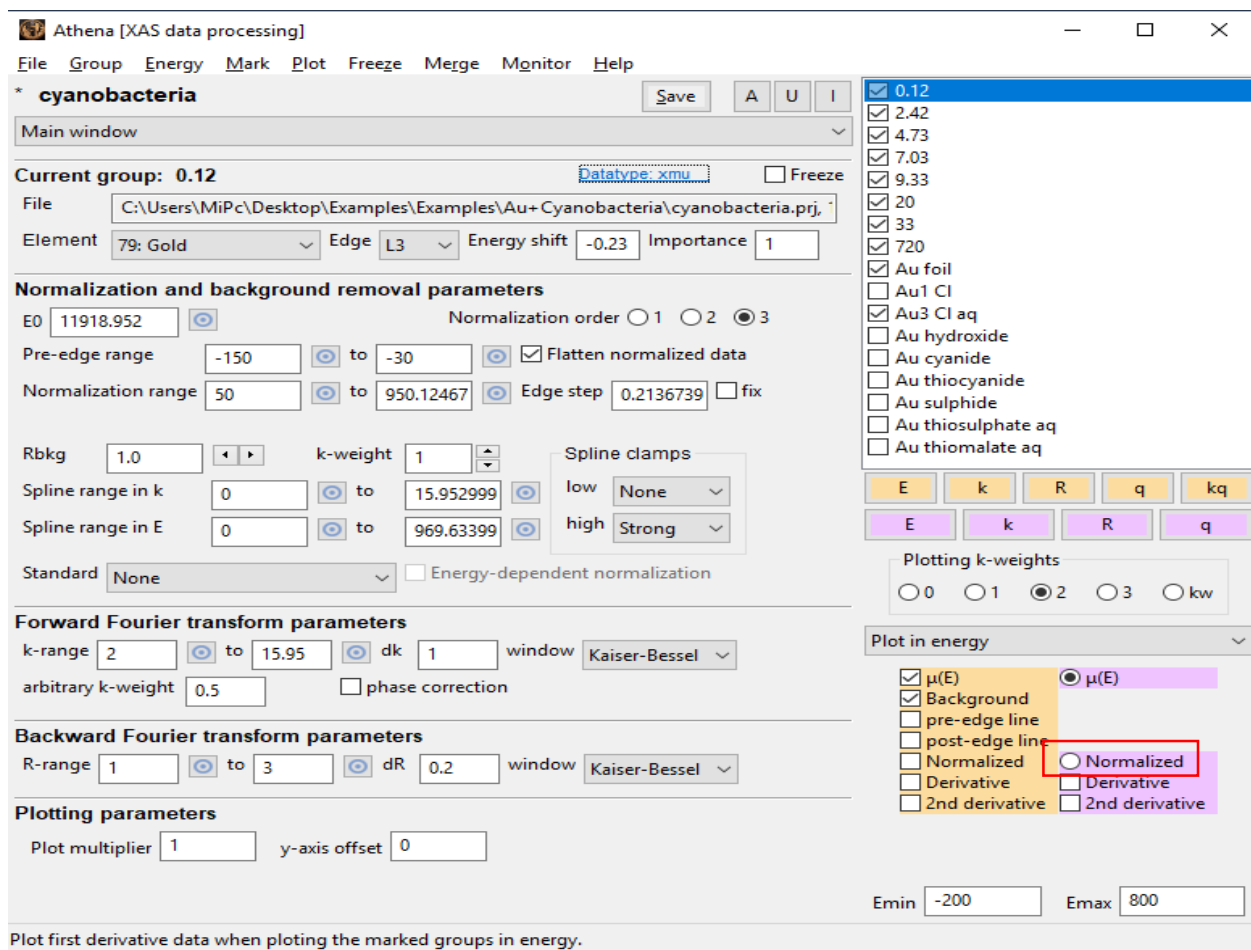 Athena [XAS data processing]
File Group Energy Mark Plot Freeze Merge Monitor Help
* cyanobacteria Save A U I
Main window
Current group: 0.12 Datatype: xmu Freeze
File C:\Users\MiPc\Desktop\Examples\Examples\Au+Cyanobacteria\cyanobacteria.prj,
Element 79: Gold Edge L3 Energy shift -0.23 Importance 1
Normalization and background removal parameters
E0 11918.952 Normalization order 1 2 3
Pre-edge range -150 to -30 Flatten normalized data
Normalization range 50 to 950.12467 Edge step 0.2136739 fix
Rbkg 1.0 k-weight 1 Spline clamps
Spline range in k 0 to 15.952999 low None
Spline range in E 0 to 969.63399 high Strong
Standard None Energy-dependent normalization
Forward Fourier transform parameters
k-range 2 to 15.95 dk 1 window Kaiser-Bessel
arbitrary k-weight 0.5 phase correction
Backward Fourier transform parameters
R-range 1 to 3 dR 0.2 window Kaiser-Bessel
Plotting parameters
Plot multiplier 1 y-axis offset 0
0.12
2.42
4.73
7.03
9.33
20
33
720
Au foil
Au1 Cl
Au3 Cl aq
Au hydroxide
Au cyanide
Au thiocyanide
Au sulphide
Au thiosulphate aq
Au thiomalate aq
E k R q kq
E k R q
Plotting k-weights
0 1 2 3 kw
Plot in energy
μ(E) μ(E)
Background
pre-edge line
post-edge line
Normalized Normalized
Derivative Derivative
2nd derivative 2nd derivative
Emin -200 Emax 800
Plot first derivative data when ploting the marked groups in energy.